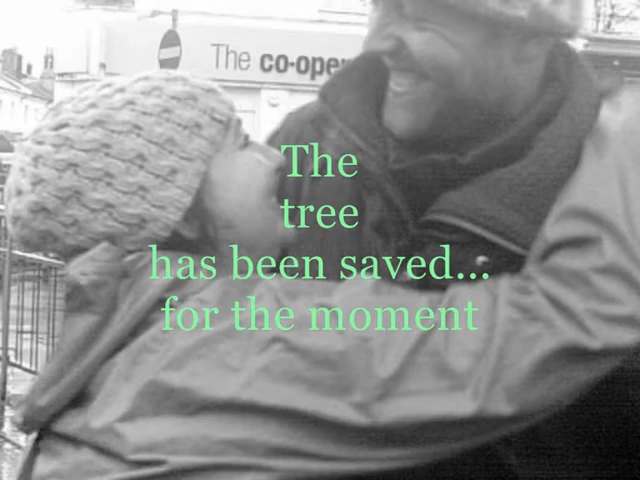 The co-oper
The
tree
has been saved...
for the moment